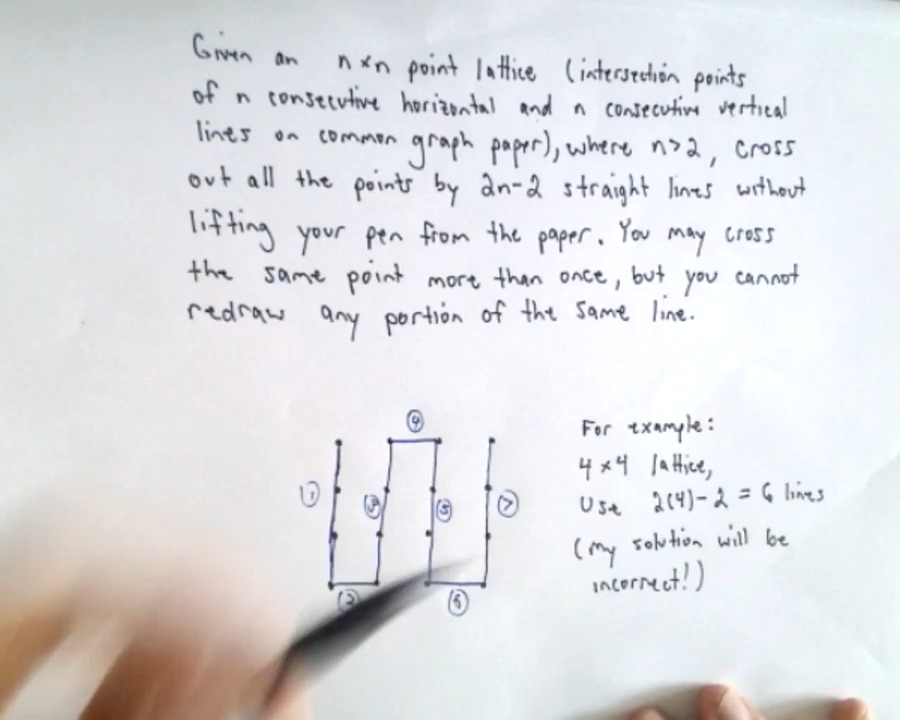 Given an n×n point lattice (intersection points
of n consecutive horizontal and n consecutive vertical
lines on common graph paper), where n>2, cross
out all the points by 2n-2 straight lines without
lifting your pen from the paper. You may cross
the same point more than once, but you cannot
redraw any portion of the same line.
④
For example:
4×4 lattice,
① ③ ⑤ ⑦
Use 2(4)-2 = 6 lines
(my solution will be
incorrect!)
② ⑥